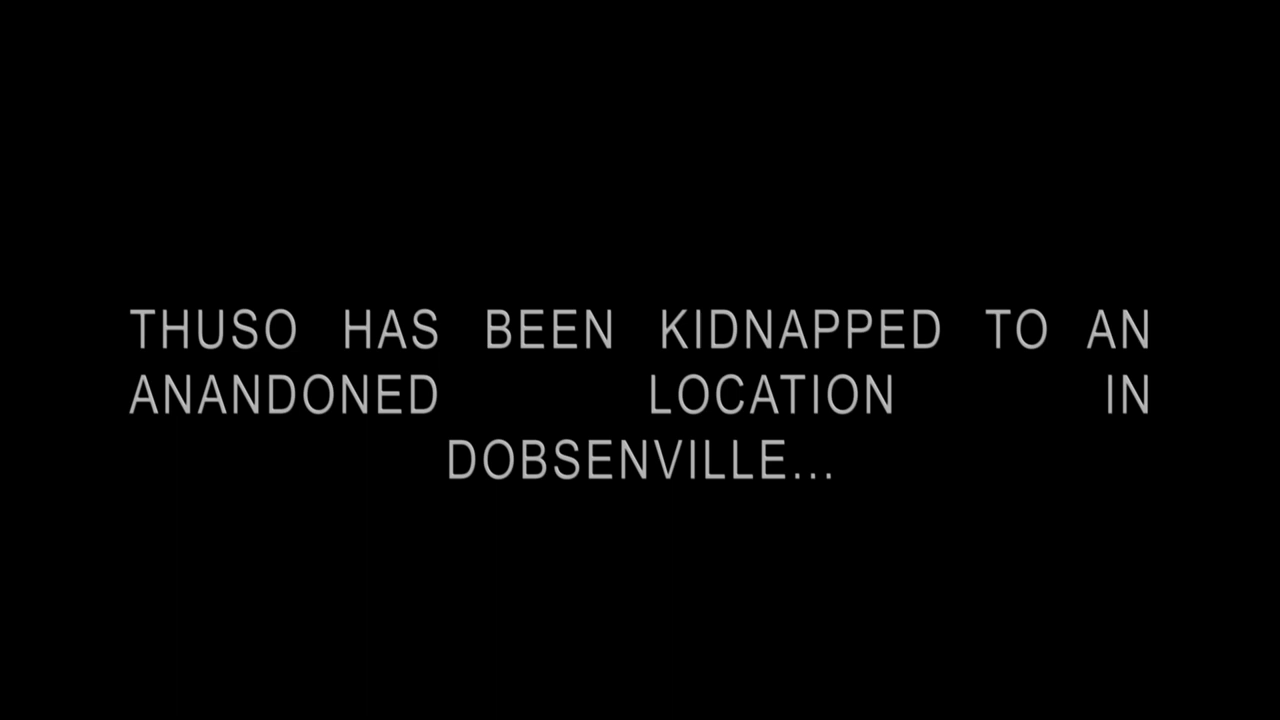 THUSO HAS BEEN KIDNAPPED TO AN
ANANDONED LOCATION IN
DOBSENVILLE...